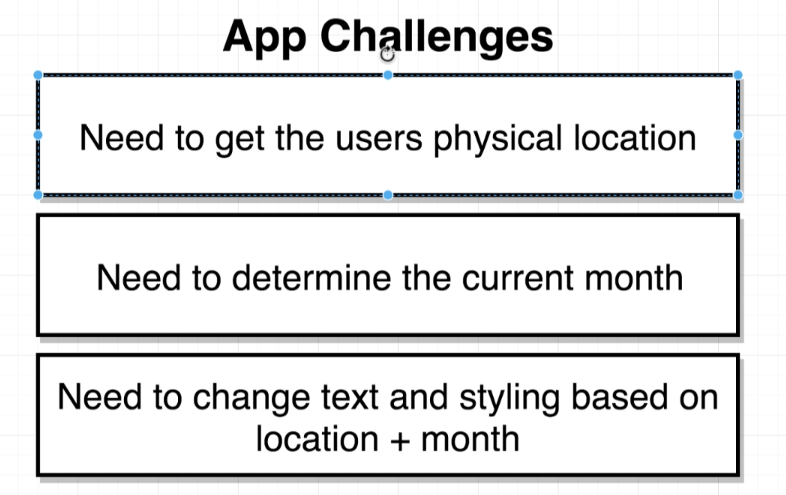 App Challenges
Need to get the users physical location
Need to determine the current month
Need to change text and styling based on
location + month